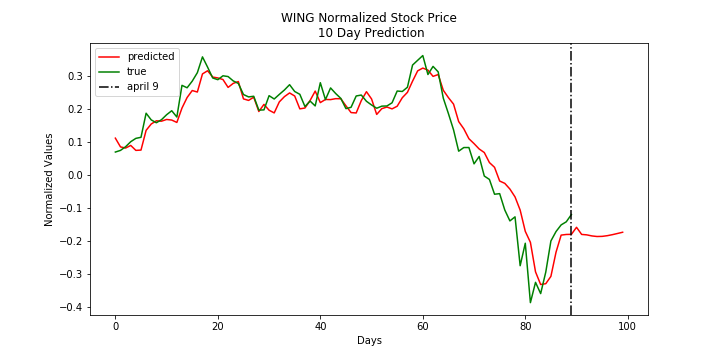 WING Normalized Stock Price
10 Day Prediction
predicted
true
april 9
Normalized Values
0.3
0.2
0.1
0.0
−0.1
−0.2
−0.3
−0.4
0 20 40 60 80 100
Days